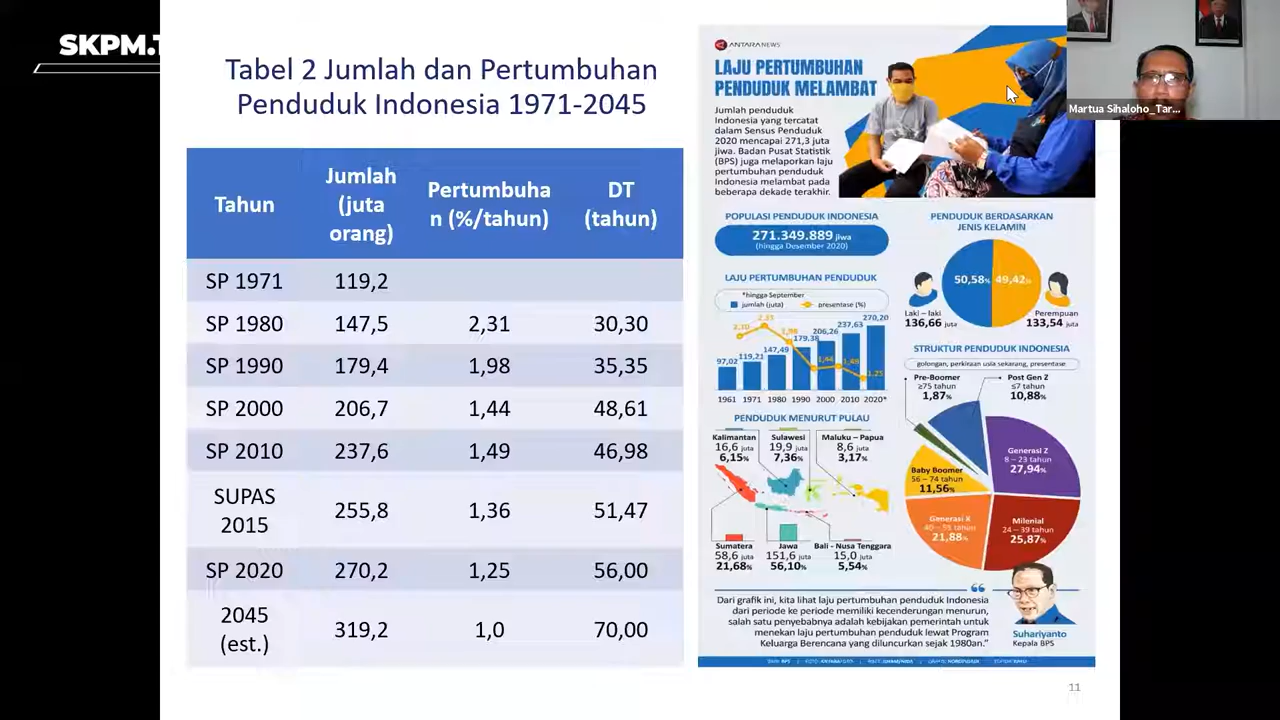 SKPM.T
Tabel 2 Jumlah dan Pertumbuhan
Penduduk Indonesia 1971-2045
Tahun Jumlah (juta orang) Pertumbuha n (%/tahun) DT (tahun)
SP 1971 119,2
SP 1980 147,5 2,31 30,30
SP 1990 179,4 1,98 35,35
SP 2000 206,7 1,44 48,61
SP 2010 237,6 1,49 46,98
SUPAS 2015 255,8 1,36 51,47
SP 2020 270,2 1,25 56,00
2045 (est.) 319,2 1,0 70,00
ANTARANEWS
LAJU PERTUMBUHAN
PENDUDUK MELAMBAT
Jumlah penduduk
Indonesia yang tercatat
dalam Sensus Penduduk
2020 mencapai 271,3 juta
jiwa. Badan Pusat Statistik
(BPS) juga melaporkan laju
pertumbuhan penduduk
Indonesia melambat pada
beberapa dekade terakhir.
POPULASI PENDUDUK INDONESIA
271.349.889 jiwa
(hingga Desember 2020)
PENDUDUK BERDASARKAN
JENIS KELAMIN
50,58% 49,42%
Laki – laki
136,66 juta
Perempuan
133,54 juta
LAJU PERTUMBUHAN PENDUDUK
*hingga September
jumlah (juta) presentase (%)
97,02 119,21 147,49 179.38 206,26 237,63 270,20
2,10 2,31 1,98 1,44 1,49 1,25
1961 1971 1980 1990 2000 2010 2020*
STRUKTUR PENDUDUK INDONESIA
golongan, perkiraan usia sekarang, presentase
Pre-Boomer
≥75 tahun
1,87%
Post Gen Z
≤7 tahun
10,88%
Generasi Z
8 – 23 tahun
27,94%
Baby Boomer
56 – 74 tahun
11,56%
Generasi X
40 – 55 tahun
21,88%
Milenial
24 – 39 tahun
25,87%
PENDUDUK MENURUT PULAU
Kalimantan
16,6 juta
6,15%
Sulawesi
19,9 juta
7,36%
Maluku – Papua
8,6 juta
3,17%
Sumatera
58,6 juta
21,68%
Jawa
151,6 juta
56,10%
Bali - Nusa Tenggara
15,0 juta
5,54%
Dari grafik ini, kita lihat laju pertumbuhan penduduk Indonesia
dari periode ke periode memiliki kecenderungan menurun,
salah satu penyebabnya adalah kebijakan pemerintah untuk
menekan laju pertumbuhan penduduk lewat Program
Keluarga Berencana yang diluncurkan sejak 1980an.”
Suhariyanto
Kepala BPS
11
Martua Sihaloho_Tar...